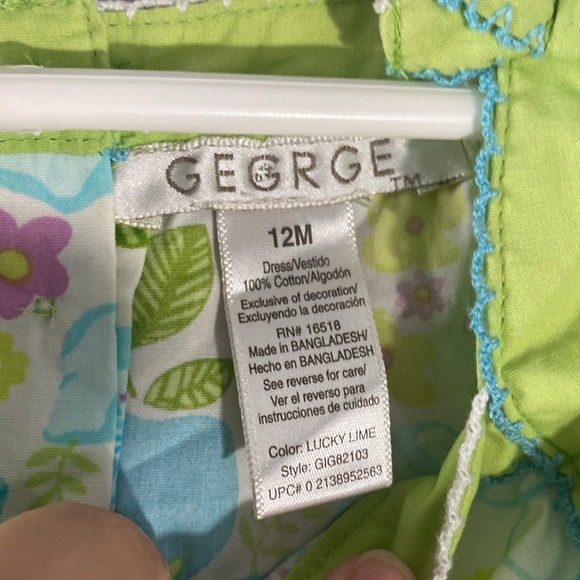 GEORGE™
12M
Dress/Vestido
100% Cotton/Algodón
Exclusive of decoration/
Excluyendo la decoración
RN# 16518
Made in BANGLADESH/
Hecho en BANGLADESH
See reverse for care/
Ver el reverso para
instrucciones de cuidado
Color: LUCKY LIME
Style: GIG82103
UPC# 0 2138952563